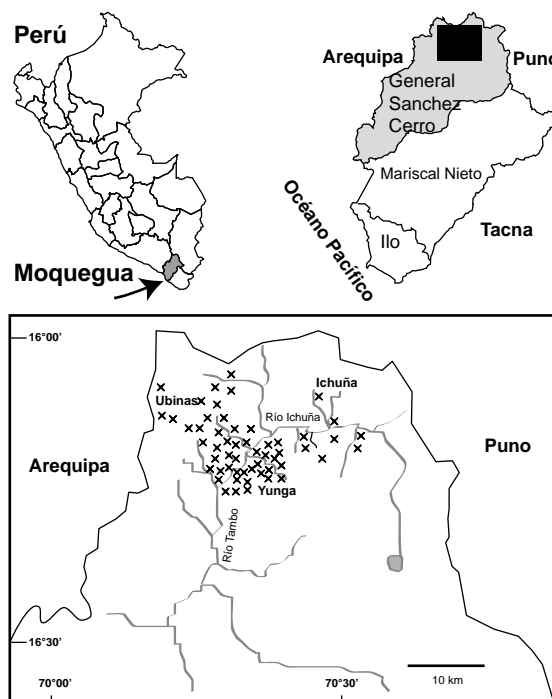 Perú
Moquegua
Arequipa
Puno
General
Sanchez
Cerro
Mariscal Nieto
Océano Pacífico
Ilo
Tacna
16°00’
Ubinas
Ichuña
Río Ichuña
Arequipa
Puno
Yunga
Río Tambo
16°30’
70°00’
70°30’
10 km